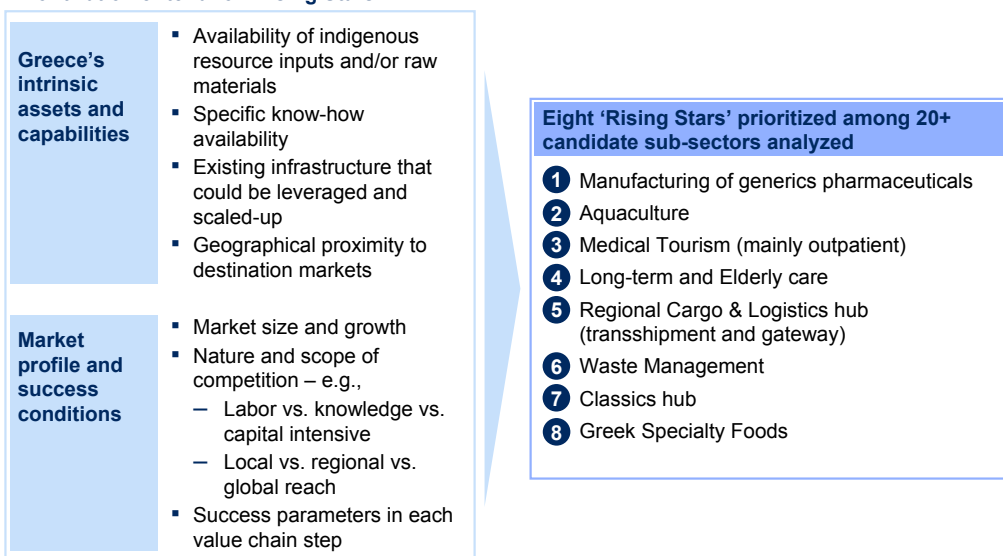 Greece's
intrinsic
assets and
capabilities
▪ Availability of indigenous
resource inputs and/or raw
materials
▪ Specific know-how
availability
▪ Existing infrastructure that
could be leveraged and
scaled-up
▪ Geographical proximity to
destination markets
Market
profile and
success
conditions
▪ Market size and growth
▪ Nature and scope of
competition – e.g.,
– Labor vs. knowledge vs.
capital intensive
– Local vs. regional vs.
global reach
▪ Success parameters in each
value chain step
Eight 'Rising Stars' prioritized among 20+
candidate sub-sectors analyzed
1 Manufacturing of generics pharmaceuticals
2 Aquaculture
3 Medical Tourism (mainly outpatient)
4 Long-term and Elderly care
5 Regional Cargo & Logistics hub
(transshipment and gateway)
6 Waste Management
7 Classics hub
8 Greek Specialty Foods